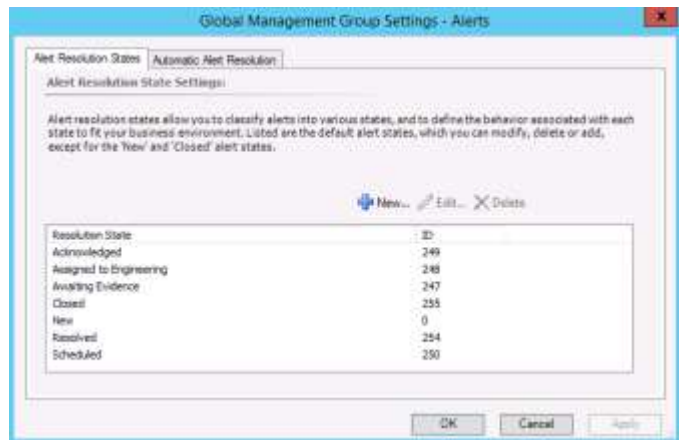 Global Management Group Settings - Alerts
x
Alert Resolution States
Automatic Alert Resolution
Alert Resolution State Settings:
Alert resolution states allow you to classify alerts into various states, and to define the behavior associated with each
state to fit your business environment. Listed are the default alert states, which you can modify, delete or add,
except for the 'New' and 'Closed' alert states.
New... Edit... Delete
Resolution State ID
Acknowledged 249
Assigned to Engineering 248
Awaiting Evidence 247
Closed 255
New 0
Resolved 254
Scheduled 250
OK Cancel Apply